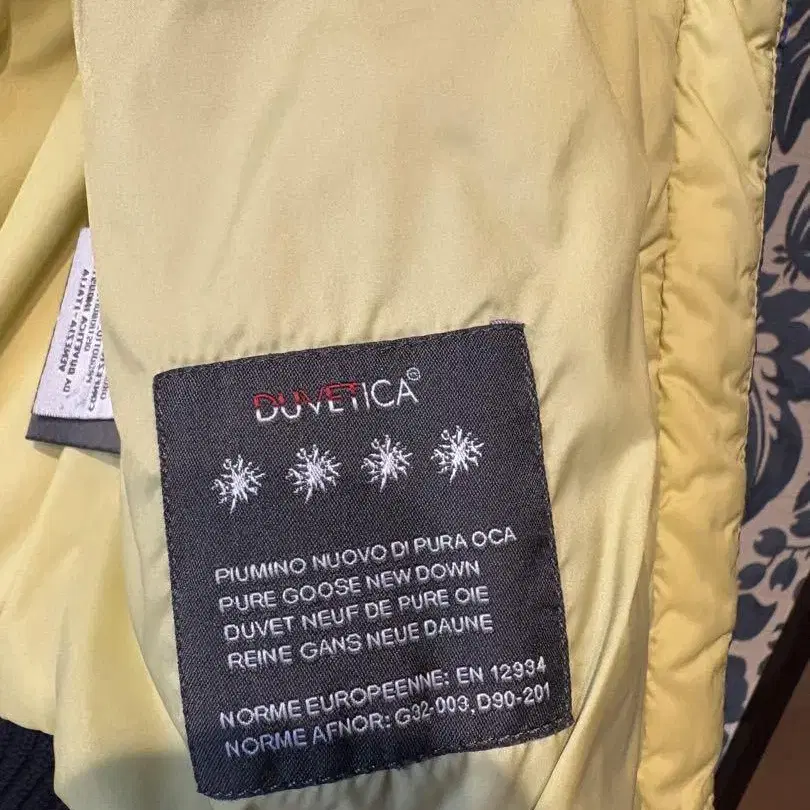 DUVETICA®
PIUMINO NUOVO DI PURA OCA
PURE GOOSE NEW DOWN
DUVET NEUF DE PURE OIE
REINE GANS NEUE DAUNE
NORME EUROPEENNE: EN 12934
NORME AFNOR: G32-003, D90-201